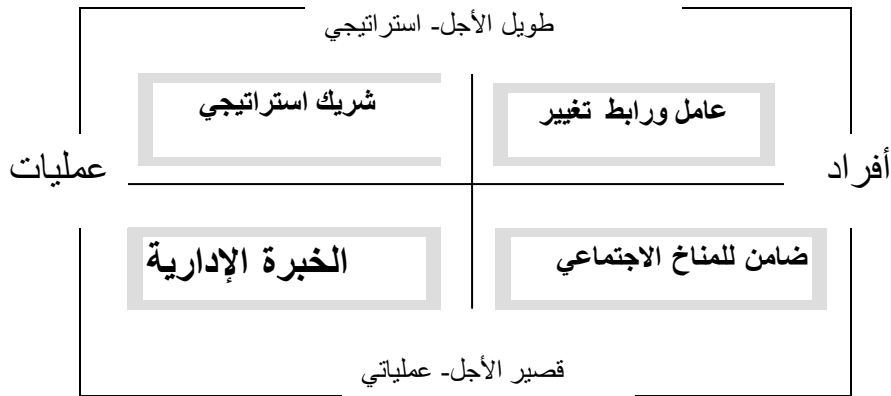 طويل الأجل- استراتيجي
عامل ورابط تغيير
شريك استراتيجي
أفراد
عمليات
ضامن للمناخ الاجتماعي
الخبرة الإدارية
قصير الأجل- عملياتي